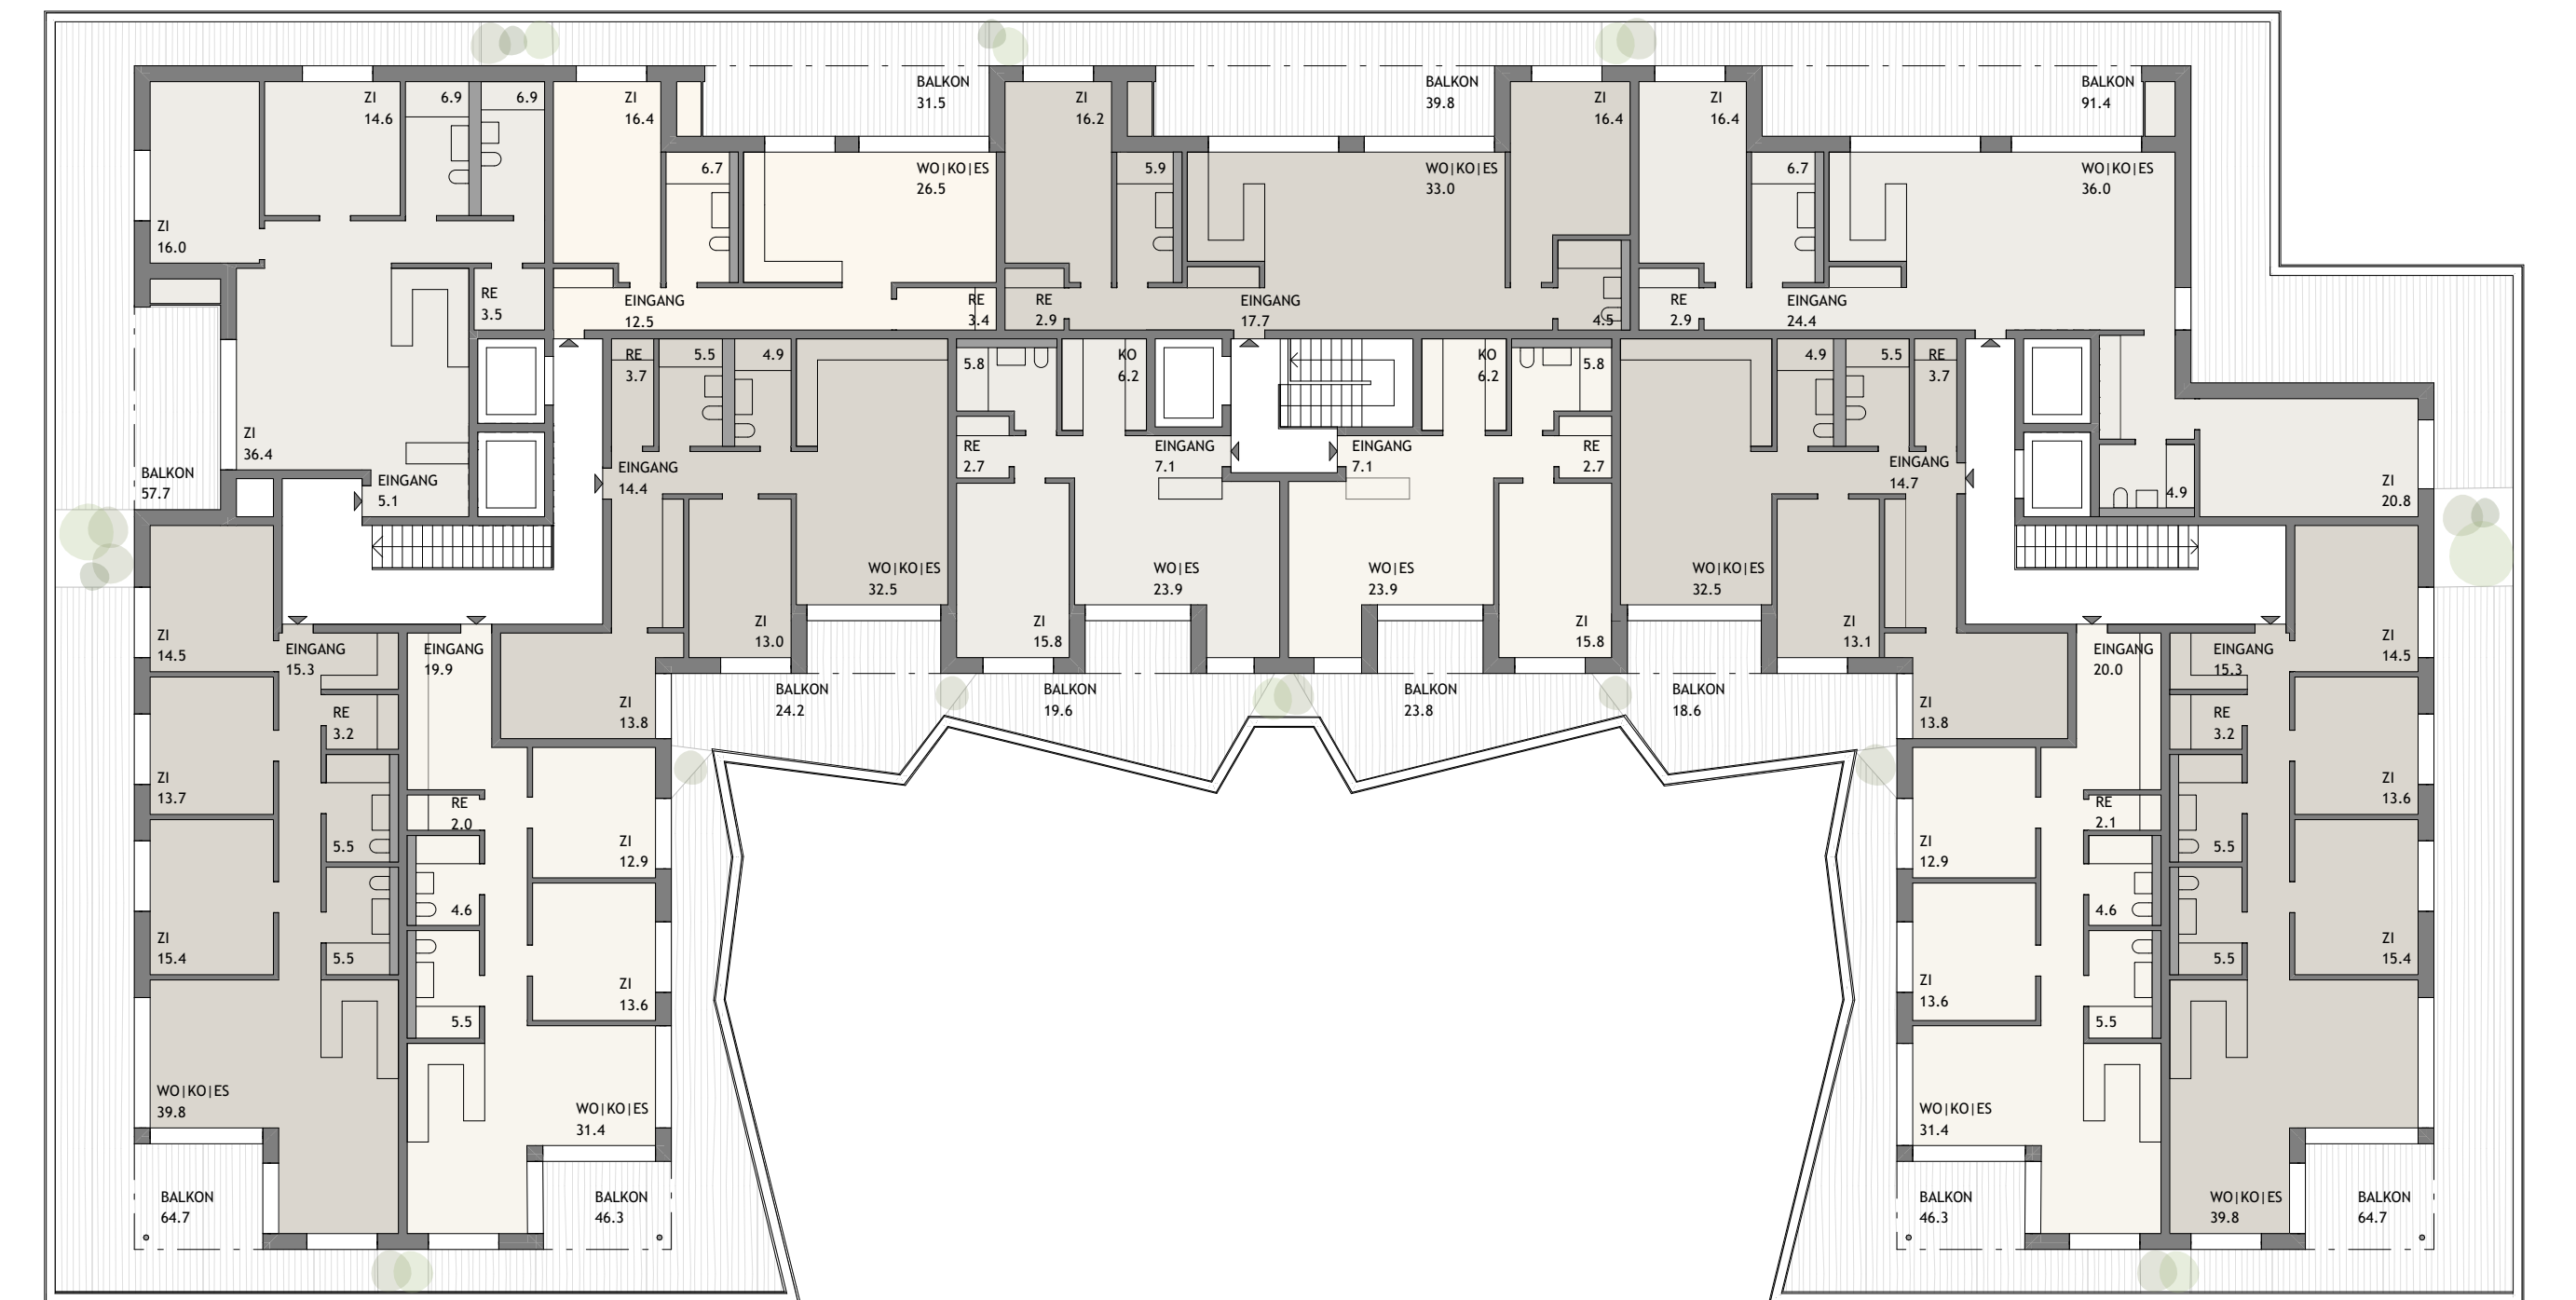 BALKON
31.5
BALKON
39.8
BALKON
91.4
ZI
14.6
6.9
6.9
ZI
16.4
ZI
16.2
ZI
16.4
ZI
16.4
6.7
WO|KO|ES
26.5
5.9
WO|KO|ES
33.0
6.7
WO|KO|ES
36.0
ZI
16.0
RE
3.5
EINGANG
12.5
RE
3.4
RE
2.9
EINGANG
17.7
4.5
RE
2.9
EINGANG
24.4
RE
3.7
5.5
4.9
5.8
KO
6.2
KO
6.2
5.8
4.9
5.5
RE
3.7
ZI
36.4
BALKON
57.7
EINGANG
5.1
EINGANG
14.4
RE
2.7
EINGANG
7.1
EINGANG
7.1
RE
2.7
EINGANG
14.7
4.9
ZI
20.8
WO|KO|ES
32.5
WO|ES
23.9
WO|ES
23.9
WO|KO|ES
32.5
ZI
14.5
EINGANG
15.3
EINGANG
19.9
ZI
13.0
ZI
15.8
ZI
15.8
ZI
13.1
EINGANG
20.0
EINGANG
15.3
ZI
14.5
ZI
13.8
BALKON
24.2
BALKON
19.6
BALKON
23.8
BALKON
18.6
ZI
13.8
RE
3.2
RE
3.2
ZI
13.7
RE
2.0
RE
2.1
ZI
13.6
5.5
ZI
12.9
ZI
12.9
5.5
4.6
4.6
ZI
15.4
5.5
5.5
ZI
15.4
ZI
13.6
5.5
ZI
13.6
5.5
WO|KO|ES
39.8
WO|KO|ES
31.4
WO|KO|ES
31.4
BALKON
64.7
BALKON
46.3
BALKON
46.3
WO|KO|ES
39.8
BALKON
64.7